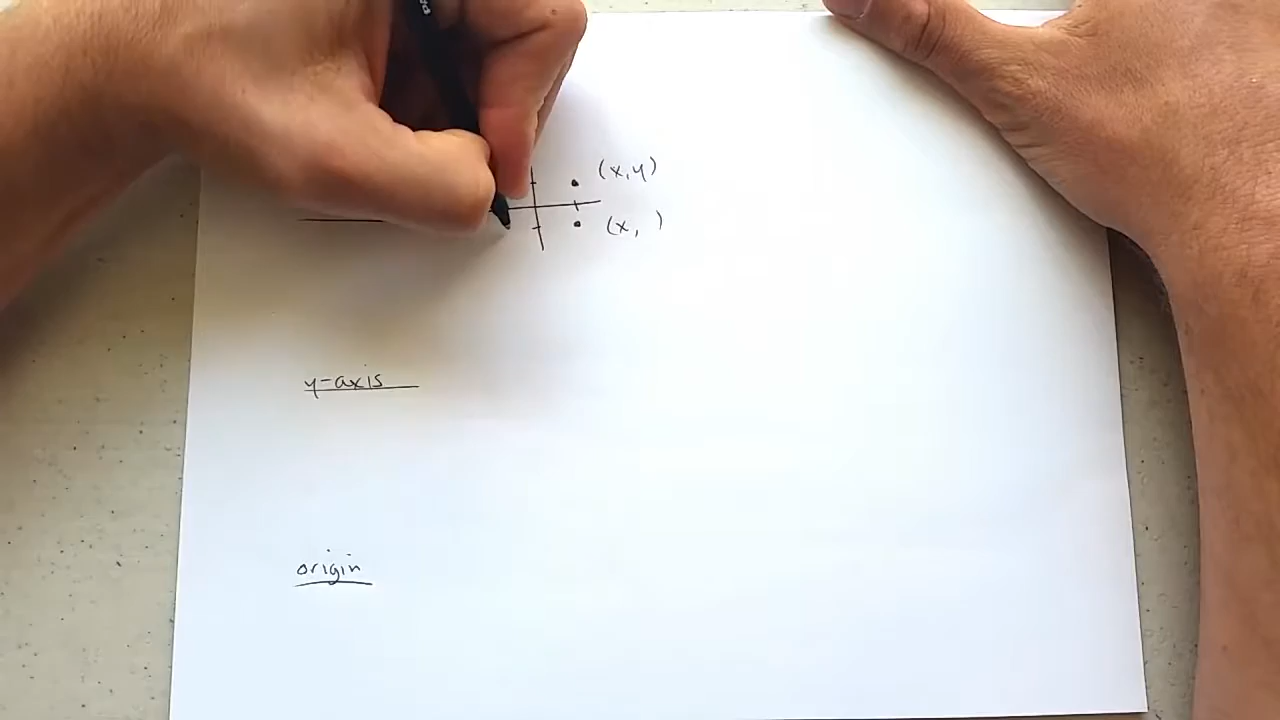 (x,y)
(x, )
y-axis
origin